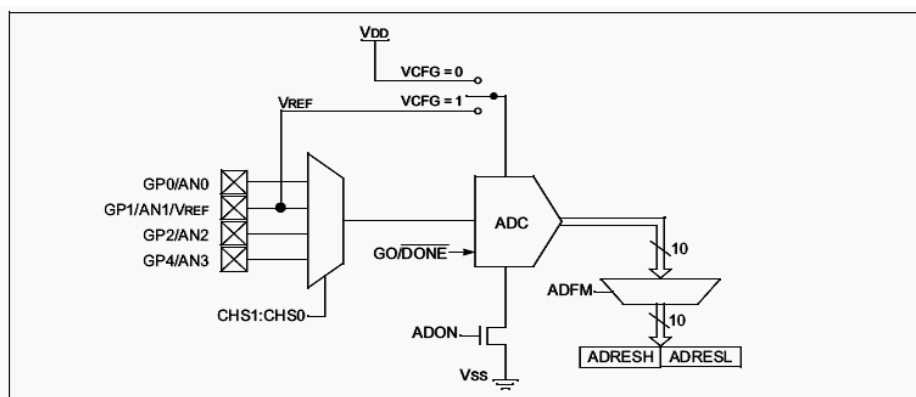 VDD
VCFG = 0
VREF
VCFG = 1
GP0/AN0
GP1/AN1/VREF
GP2/AN2
GP4/AN3
ADC
GO/DONE
10
ADFM
CHS1:CHS0
10
ADON
ADRESH ADRESL
VSS